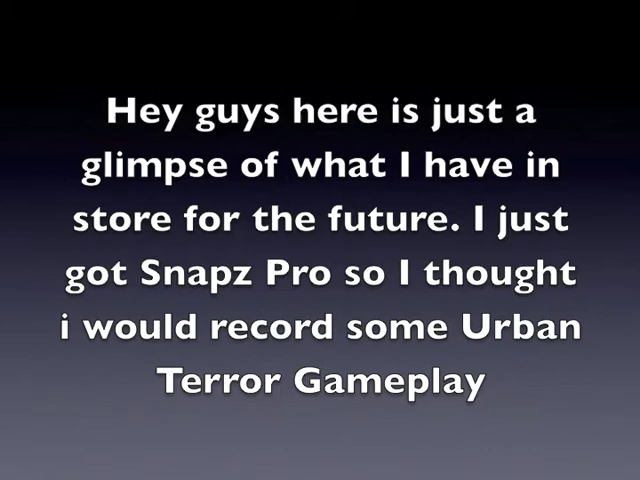 Hey guys here is just a
glimpse of what I have in
store for the future. I just
got Snapz Pro so I thought
i would record some Urban
Terror Gameplay